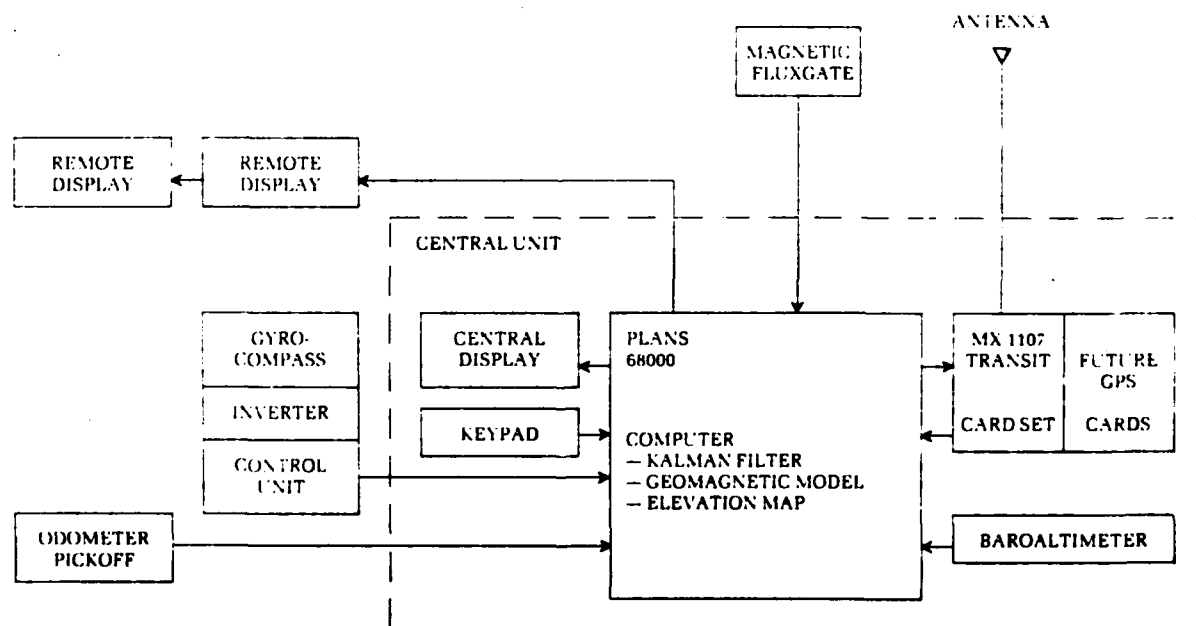 ANTENNA
MAGNETIC
FLUXGATE
REMOTE
DISPLAY
REMOTE
DISPLAY
CENTRAL UNIT
GYRO-
COMPASS
INVERTER
CONTROL
UNIT
CENTRAL
DISPLAY
KEYPAD
PLANS
68000
COMPUTER
— KALMAN FILTER
— GEOMAGNETIC MODEL
— ELEVATION MAP
MX 1107
TRANSIT
CARD SET
FUTURE
GPS
CARDS
ODOMETER
PICKOFF
BAROALTIMETER